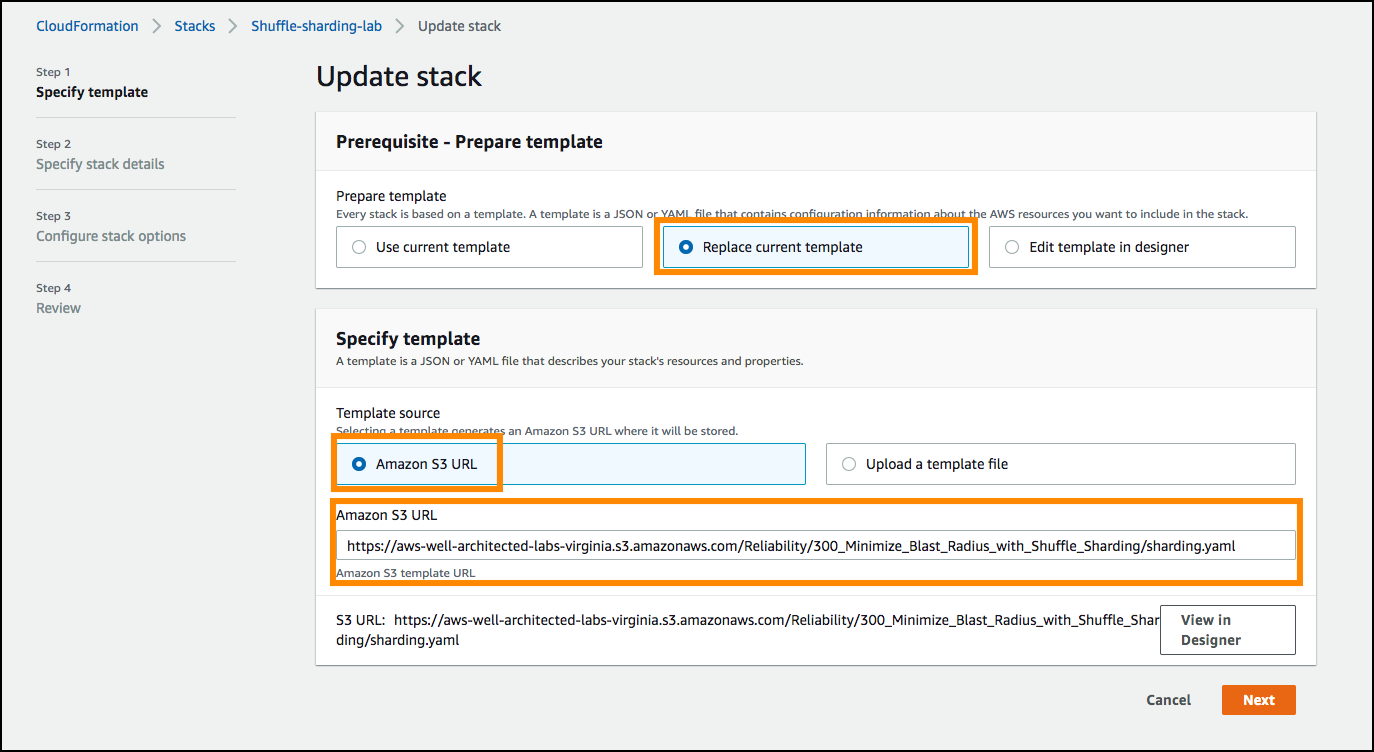 CloudFormation > Stacks > Shuffle-sharding-lab > Update stack
Step 1
Specify template
Step 2
Specify stack details
Step 3
Configure stack options
Step 4
Review
Update stack
Prerequisite - Prepare template
Prepare template
Every stack is based on a template. A template is a JSON or YAML file that contains configuration information about the AWS resources you want to include in the stack.
Use current template
Replace current template
Edit template in designer
Specify template
A template is a JSON or YAML file that describes your stack's resources and properties.
Template source
Selecting a template generates an Amazon S3 URL where it will be stored.
Amazon S3 URL
Upload a template file
Amazon S3 URL
https://aws-well-architected-labs-virginia.s3.amazonaws.com/Reliability/300_Minimize_Blast_Radius_with_Shuffle_Sharding/sharding.yaml
Amazon S3 template URL
S3 URL: https://aws-well-architected-labs-virginia.s3.amazonaws.com/Reliability/300_Minimize_Blast_Radius_with_Shuffle_Shar
ding/sharding.yaml
View in
Designer
Cancel
Next